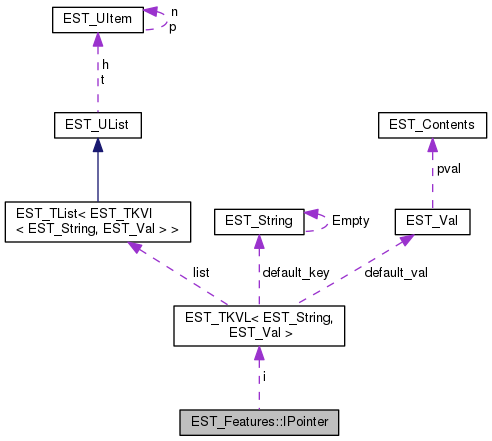 EST_UItem
n
p
h
t
EST_UList
EST_Contents
pval
EST_TList< EST_TKVI
< EST_String, EST_Val > >
EST_String
Empty
EST_Val
list
default_key
default_val
EST_TKVL< EST_String,
EST_Val >
i
EST_Features::IPointer